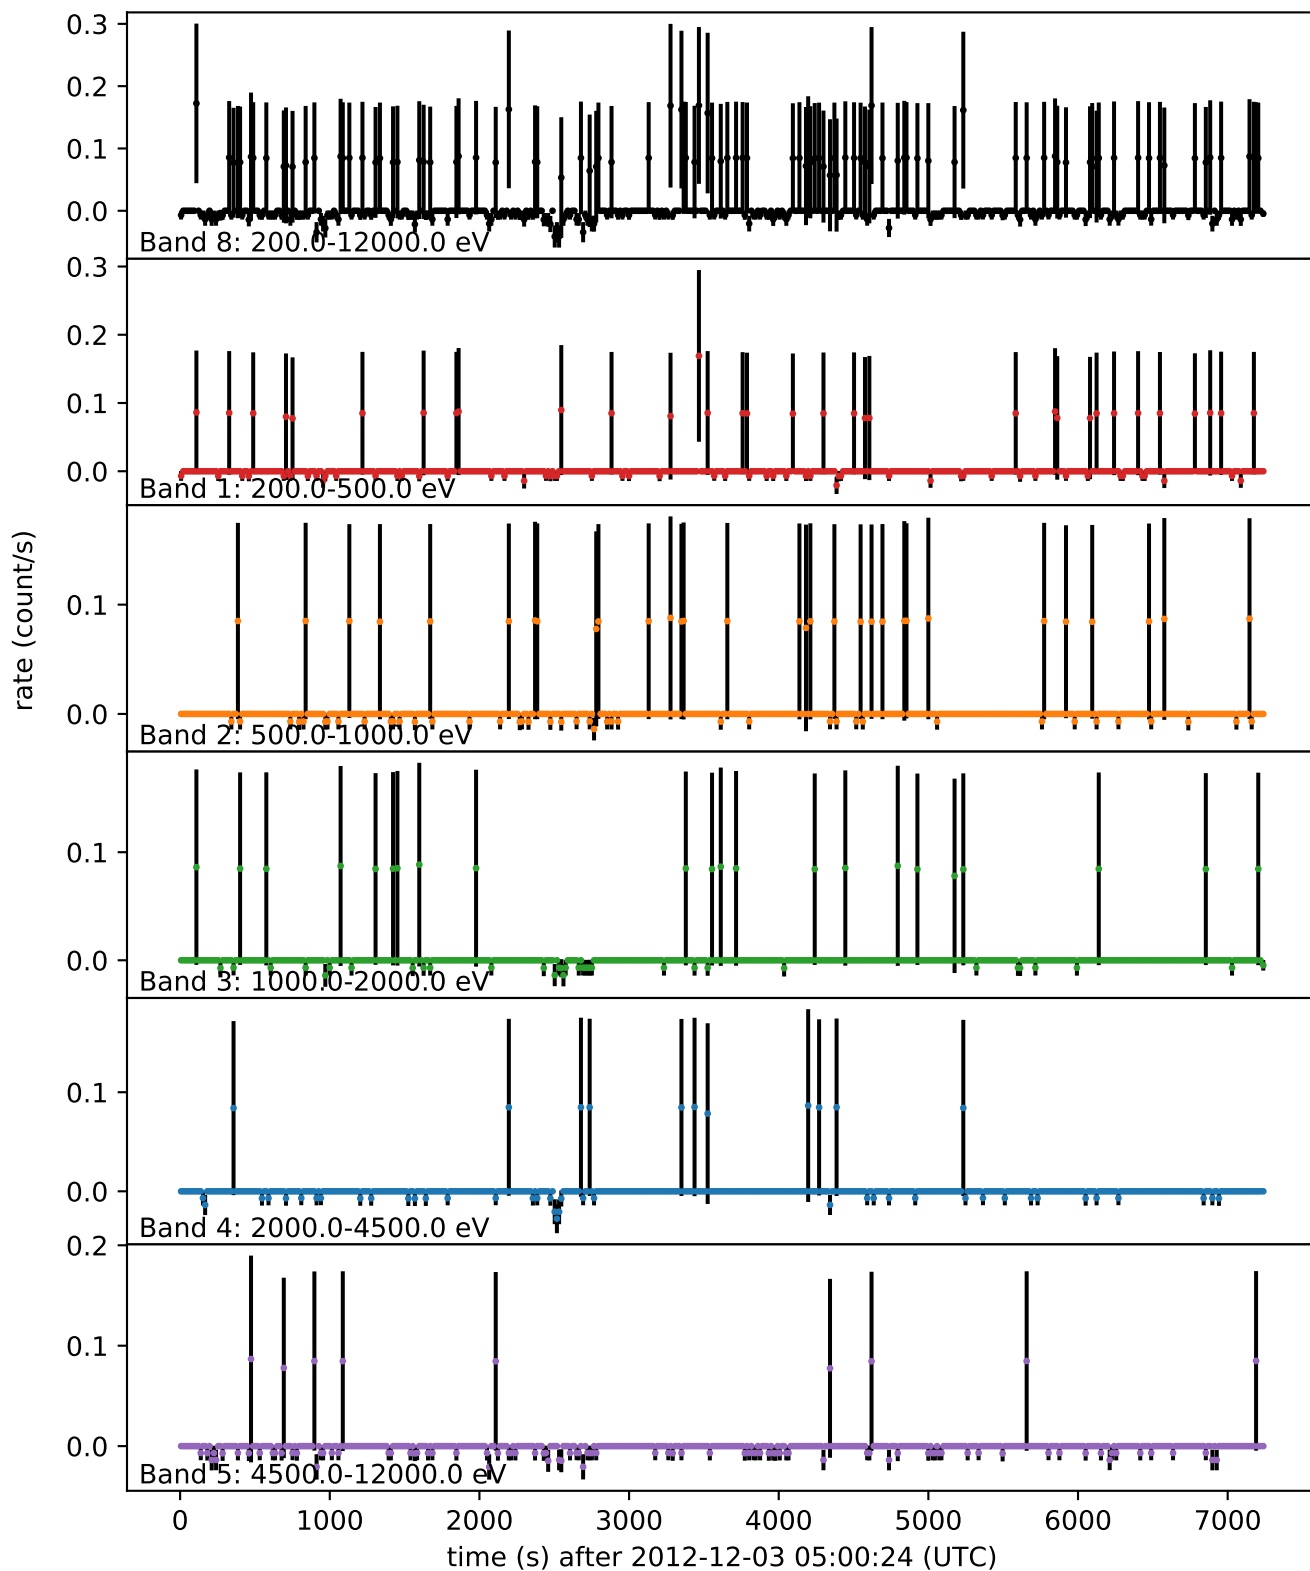 0.3
0.2
0.1
0.0
Band 8: 200.0-12000.0 eV
0.3
0.2
0.1
0.0
Band 1: 200.0-500.0 eV
rate (count/s)
0.1
0.0
Band 2: 500.0-1000.0 eV
0.1
0.0
Band 3: 1000.0-2000.0 eV
0.1
0.0
Band 4: 2000.0-4500.0 eV
0.2
0.1
0.0
Band 5: 4500.0-12000.0 eV
0 1000 2000 3000 4000 5000 6000 7000
time (s) after 2012-12-03 05:00:24 (UTC)